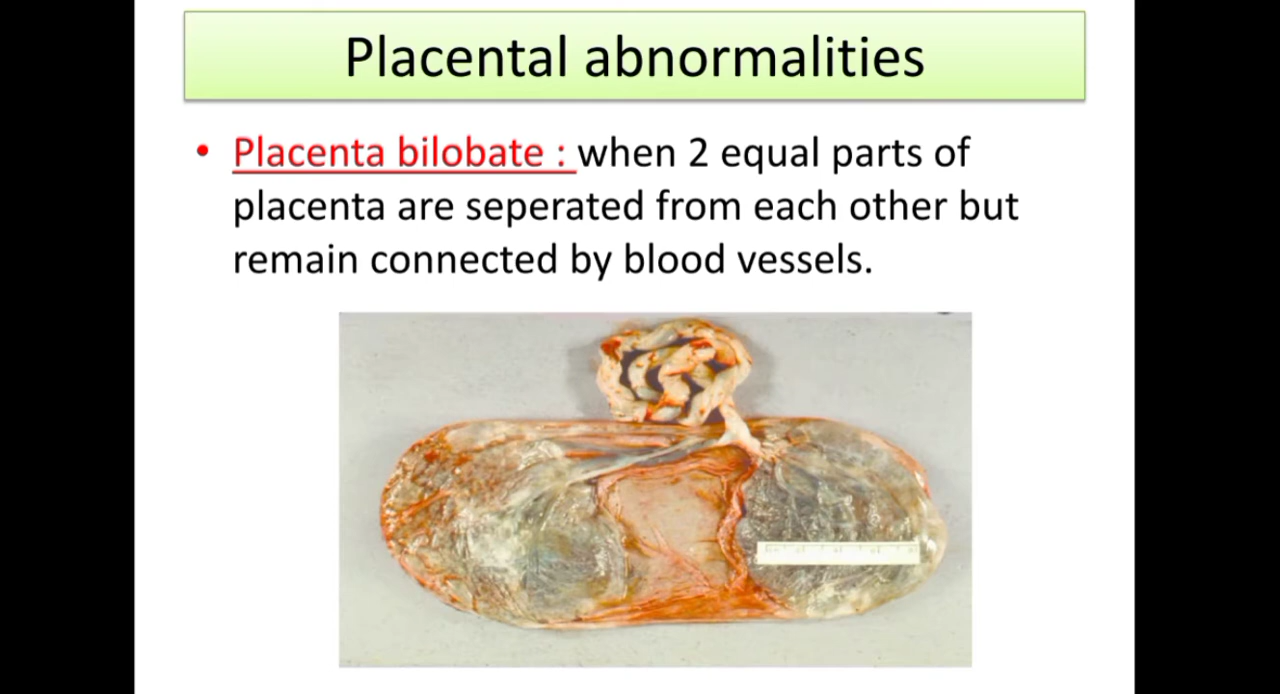 Placental abnormalities
• Placenta bilobate : when 2 equal parts of
placenta are seperated from each other but
remain connected by blood vessels.